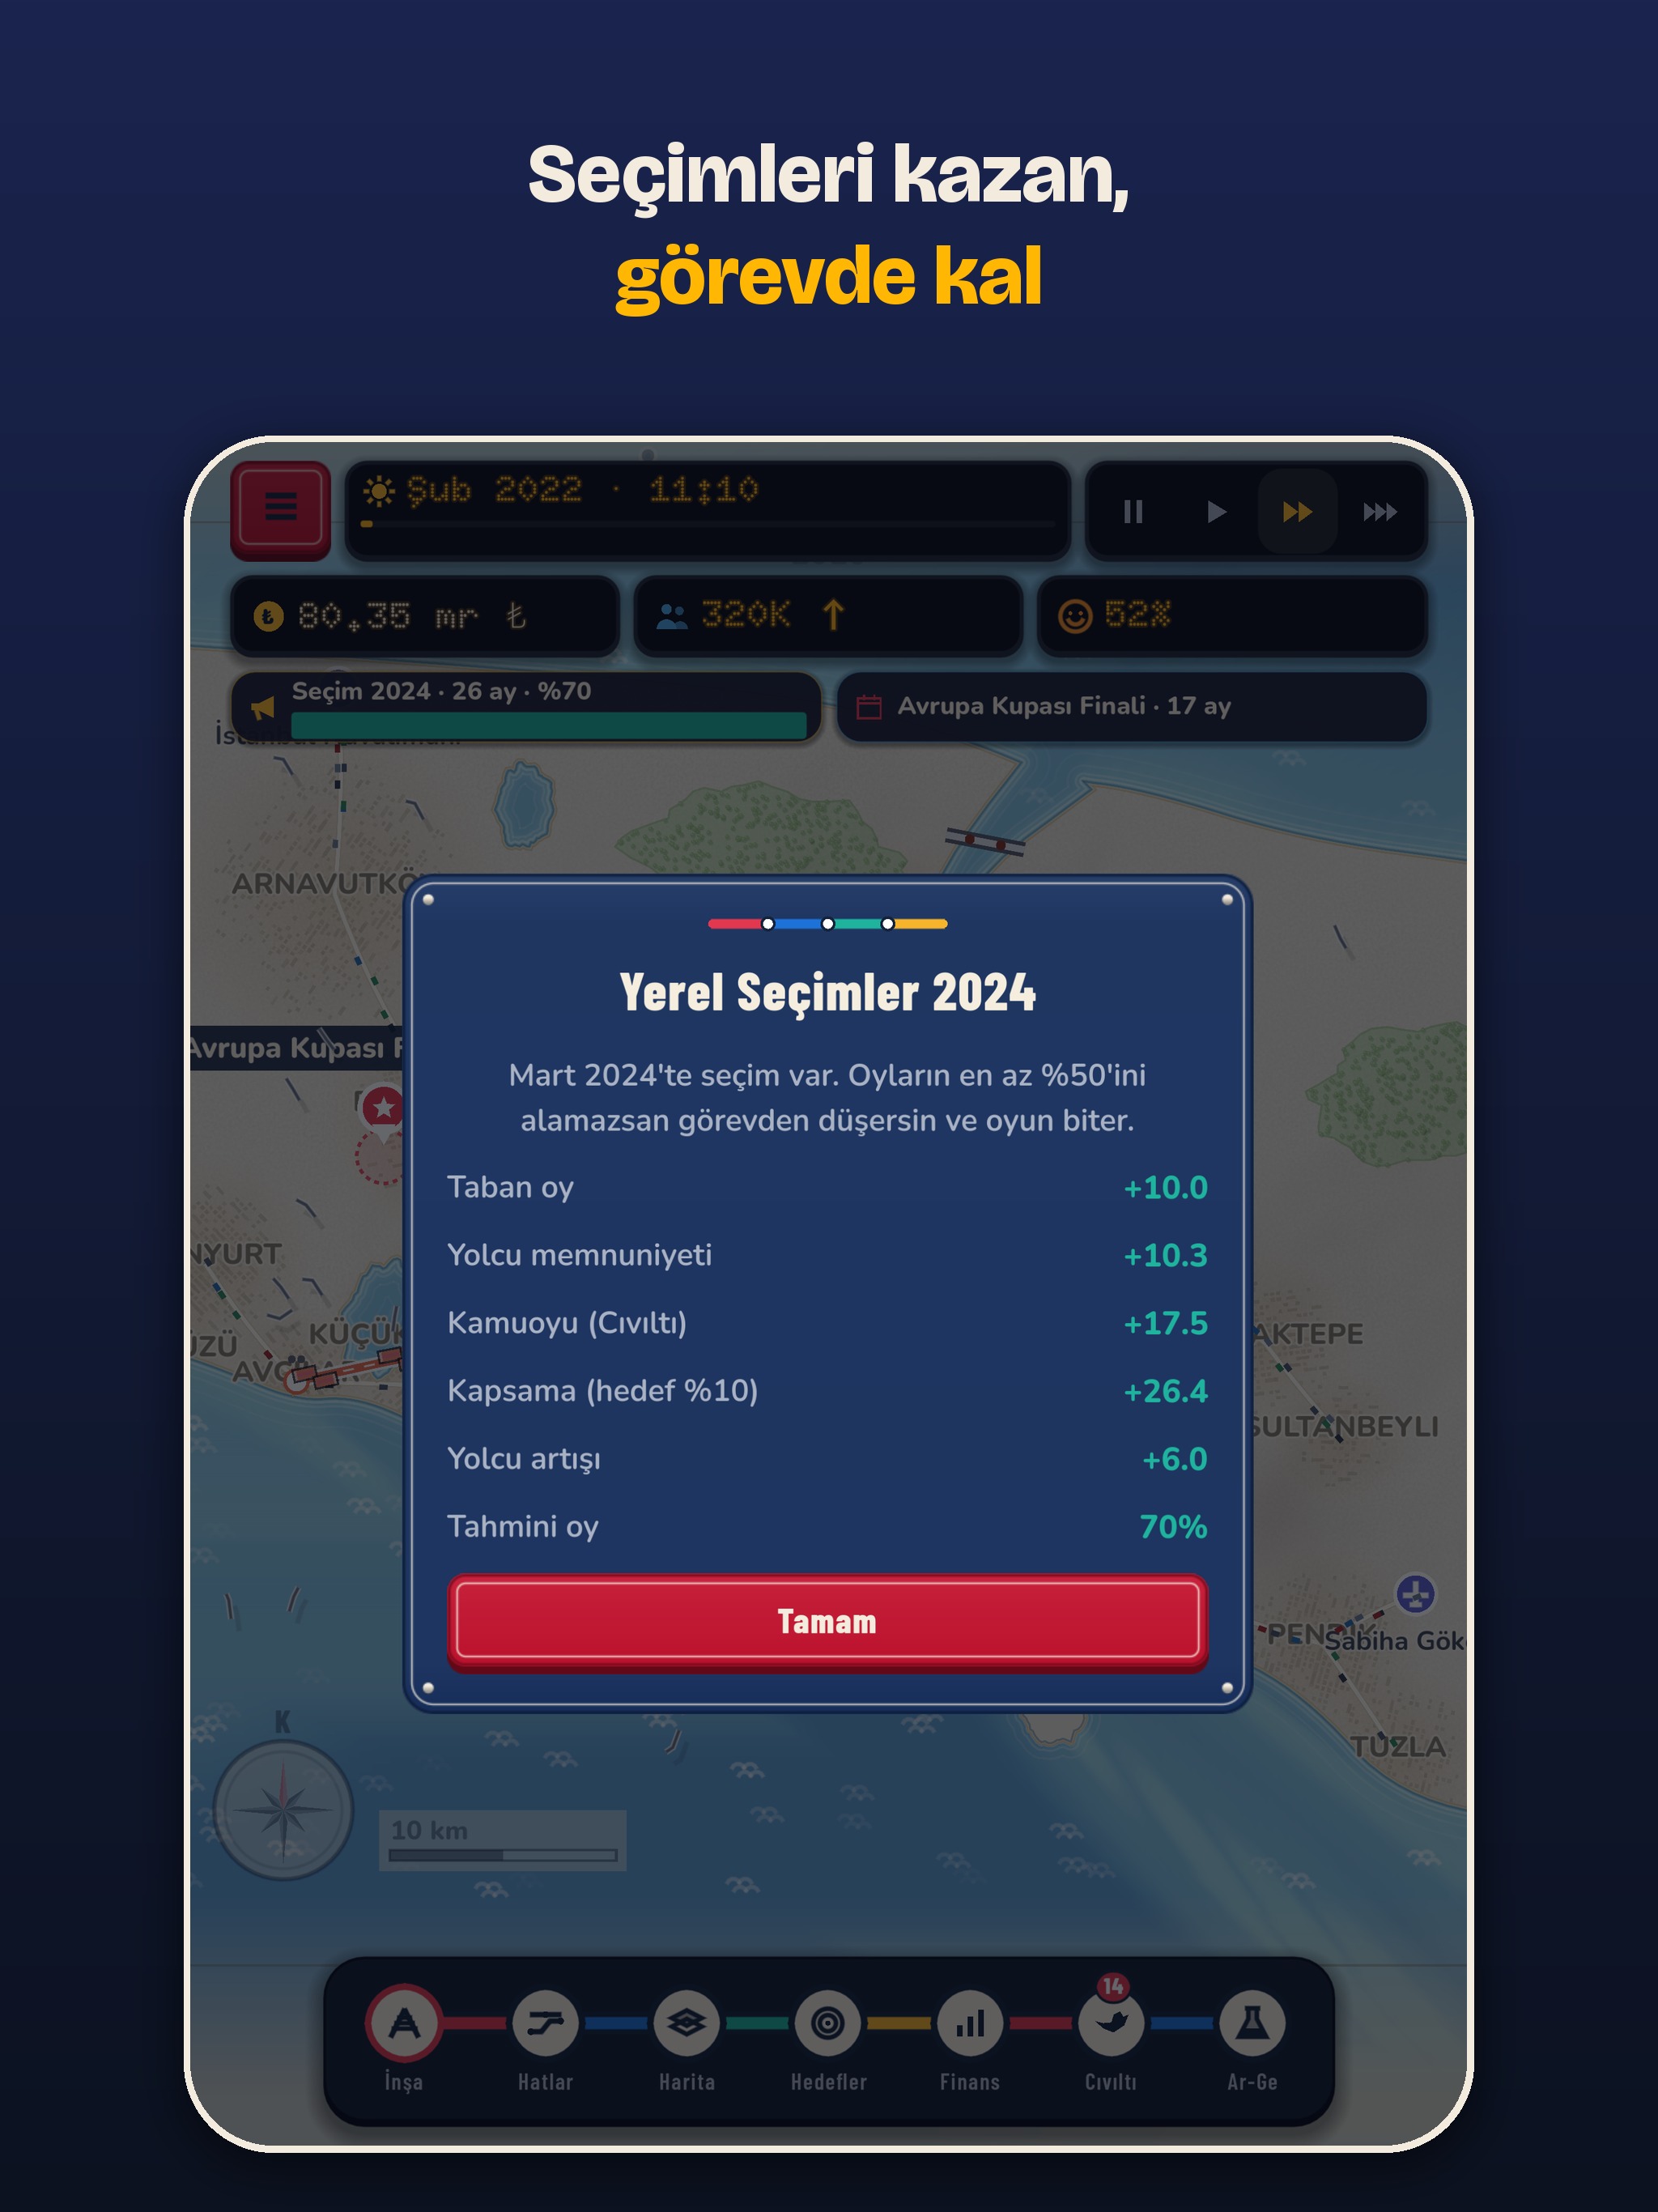 Seçimleri kazan,
görevde kal
Şub 2022 · 11:10
80.35 mr ₺
320K ↑
52%
Seçim 2024 · 26 ay · %70
Avrupa Kupası Finali · 17 ay
ARNAVUTKÖ
Avrupa Kupası F
Yerel Seçimler 2024
Mart 2024'te seçim var. Oyların en az %50'ini
alamazsan görevden düşersin ve oyun biter.
Taban oy +10.0
Yolcu memnuniyeti +10.3
Kamuoyu (Cıvıltı) +17.5
Kapsama (hedef %10) +26.4
Yolcu artışı +6.0
Tahmini oy 70%
Tamam
NYURT
KÜÇÜK
ÜZÜ
AKTEPE
SULTANBEYLI
PENDİK
Sabiha Gök
TUZLA
K
10 km
14
İnşa
Hatlar
Harita
Hedefler
Finans
Cıvıltı
Ar-Ge